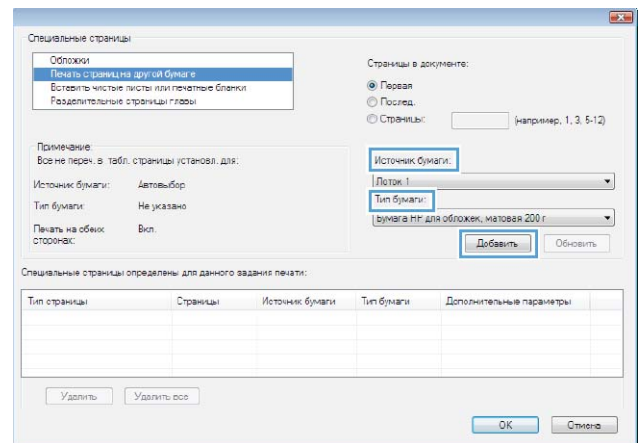 Специальные страницы
Обложки
Печать страниц на другой бумаге
Вставить чистые листы или печатные бланки
Разделительные страницы главы
Страницы в документе:
Первая
Послед.
Страницы:
(например, 1, 3, 5-12)
Примечание:
Все не переч. в табл. страницы установл. для:
Источник бумаги: Автовыбор
Тип бумаги: Не указано
Печать на обеих сторонах: Вкл.
Источник бумаги:
Лоток 1
Тип бумаги:
Бумага HP для обложек, матовая 200 г
Добавить Обновить
Специальные страницы определены для данного задания печати:
Тип страницы Страницы Источник бумаги Тип бумаги Дополнительные параметры
Удалить Удалить все
OK Отмена